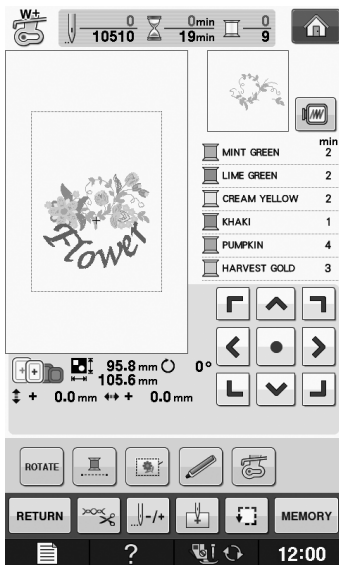 W+
0 0min 0
10510 19min 9
min
MINT GREEN 2
LIME GREEN 2
CREAM YELLOW 2
KHAKI 1
PUMPKIN 4
HARVEST GOLD 3
Flower
95.8 mm 0°
105.6 mm
+ 0.0 mm + 0.0 mm
ROTATE
RETURN -/+ MEMORY
? 12:00